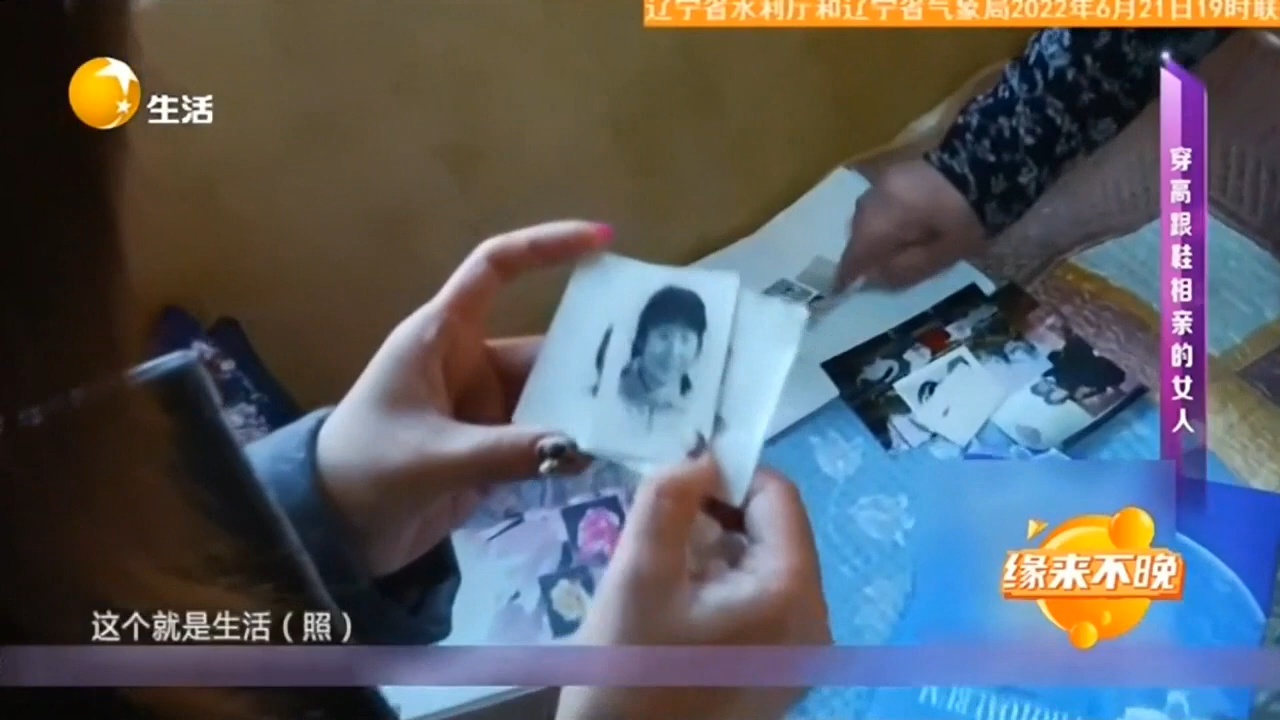 辽宁省水利厅和辽宁省气象局2022年6月21日19时联
生活
穿高跟鞋相亲的女人
缘来不晚
这个就是生活（照）